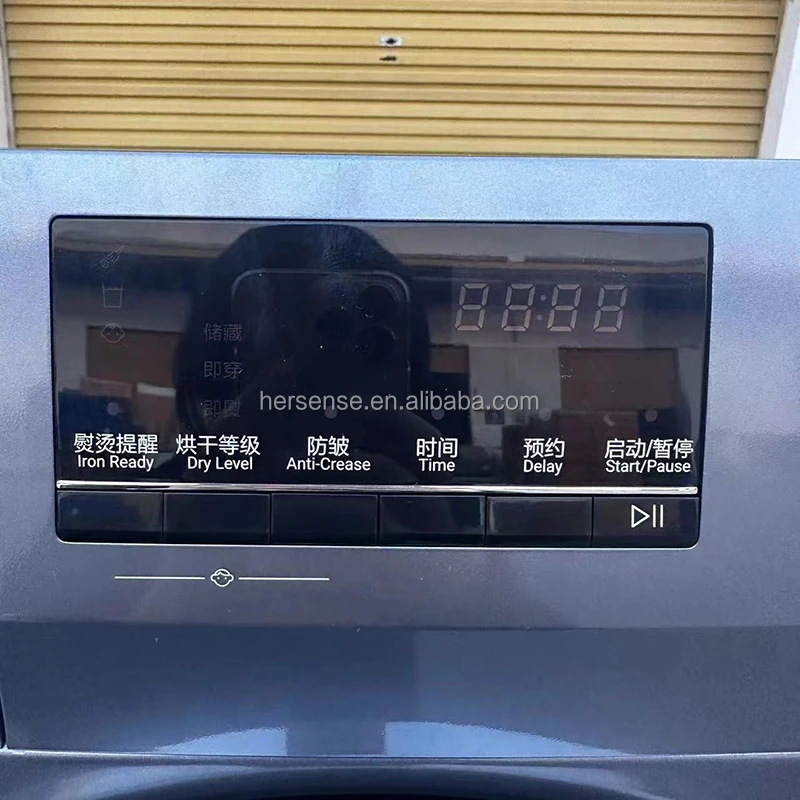 88:88
储藏
即穿
即熨
hersense.en.alibaba.com
熨烫提醒 烘干等级 防皱 时间 预约 启动/暂停
Iron Ready Dry Level Anti-Crease Time Delay Start/Pause